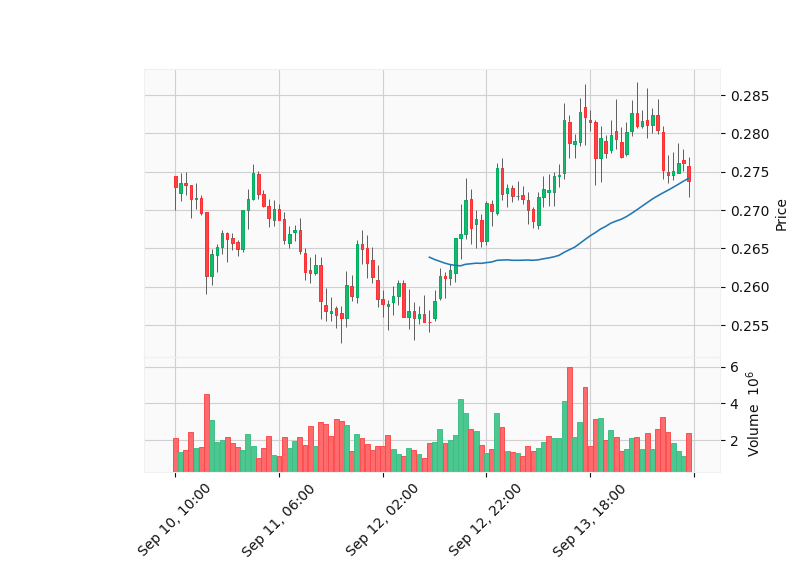 0.285
0.280
0.275
0.270
0.265
0.260
0.255
Price
6
4
2
Volume 10^6
Sep 10, 10:00
Sep 11, 06:00
Sep 12, 02:00
Sep 12, 22:00
Sep 13, 18:00